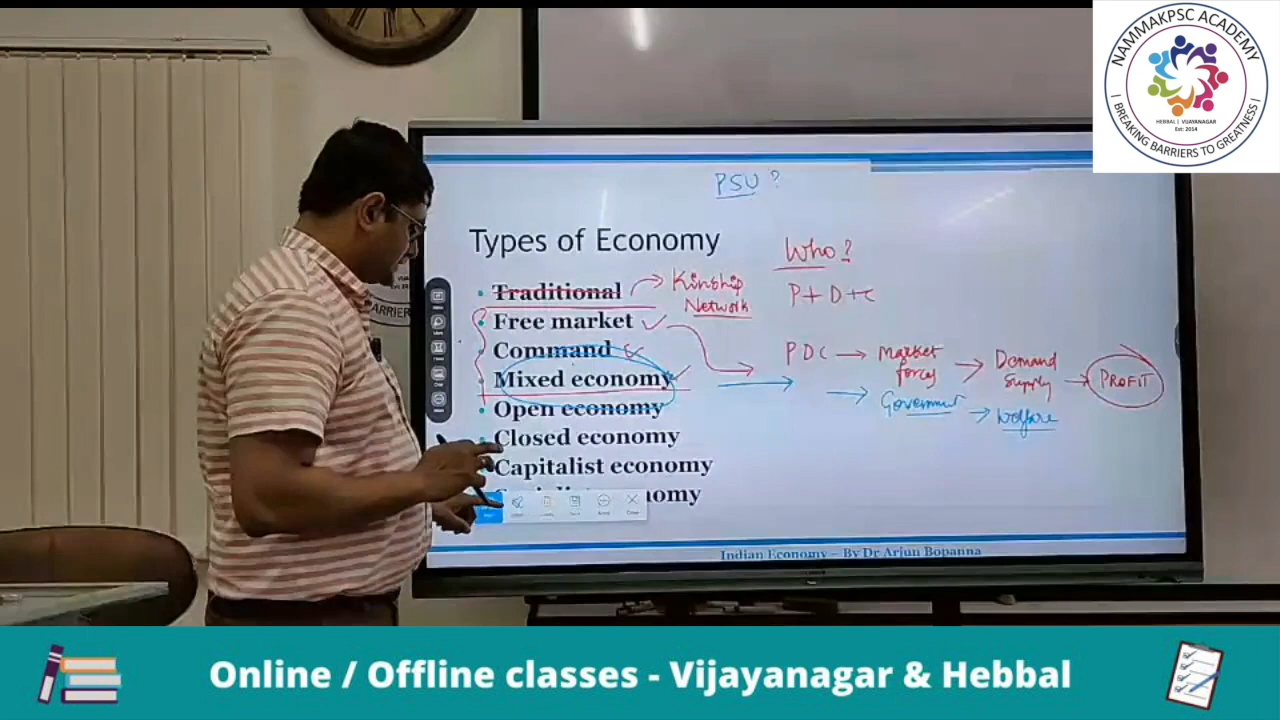 NAMMAKPSC ACADEMY
HEBBAL | VIJAYANAGAR
Est: 2014
| BREAKING BARRIERS TO GREATNESS |
PSU ?
Types of Economy
Who ?
Traditional
Kinship
Network
P + D + C
Free market
Command
PDC
Market
forces
Demand
Supply
PROFIT
Mixed economy
Government
Welfare
Open economy
Closed economy
Capitalist economy
Indian Economy – By Dr Arjun Bopanna
Online / Offline classes - Vijayanagar & Hebbal